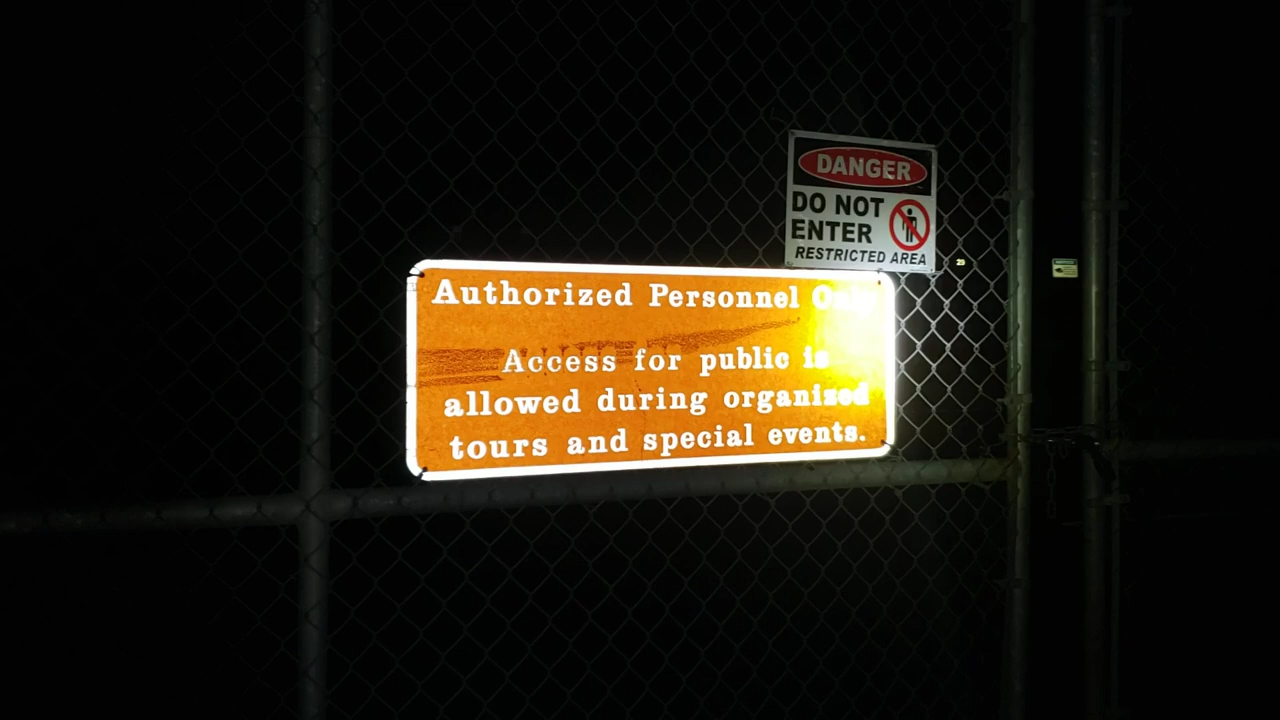 DANGER
DO NOT
ENTER
RESTRICTED AREA
Authorized Personnel Only
Access for public is
allowed during organized
tours and special events.